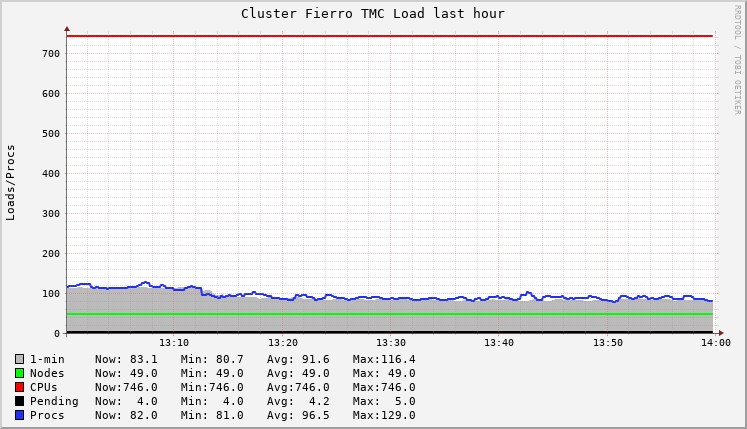 Cluster Fierro TMC Load last hour
RRDTOOL / TOBI OETIKER
Loads/Procs
700
600
500
400
300
200
100
0
13:10 13:20 13:30 13:40 13:50 14:00
1-min Now: 83.1 Min: 80.7 Avg: 91.6 Max:116.4
Nodes Now: 49.0 Min: 49.0 Avg: 49.0 Max: 49.0
CPUs Now:746.0 Min:746.0 Avg:746.0 Max:746.0
Pending Now: 4.0 Min: 4.0 Avg: 4.2 Max: 5.0
Procs Now: 82.0 Min: 81.0 Avg: 96.5 Max:129.0